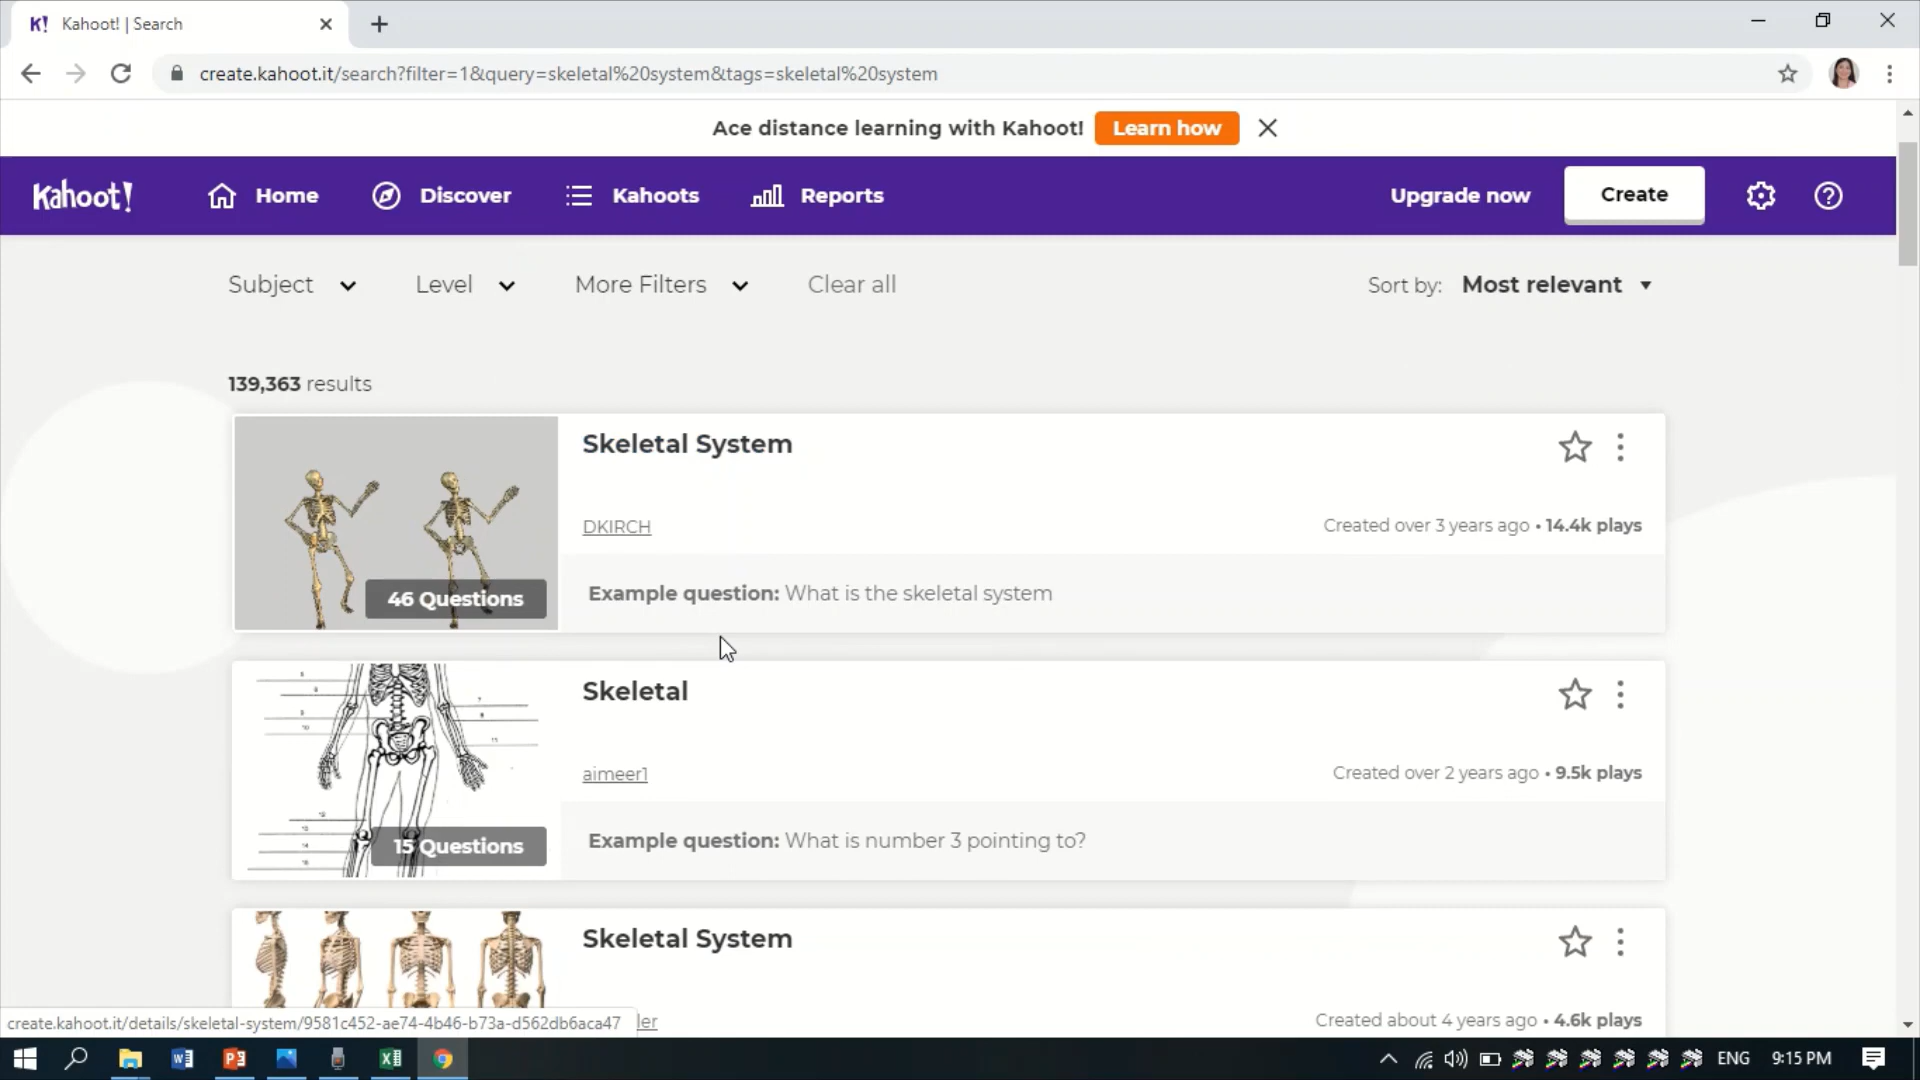 Kahoot! | Search
create.kahoot.it/search?filter=1&query=skeletal%20system&tags=skeletal%20system
Ace distance learning with Kahoot! Learn how
Kahoot! Home Discover Kahoots Reports Upgrade now Create
Subject Level More Filters Clear all Sort by: Most relevant
139,363 results
Skeletal System
DKIRCH Created over 3 years ago • 14.4k plays
46 Questions Example question: What is the skeletal system
Skeletal
aimeer1 Created over 2 years ago • 9.5k plays
15 Questions Example question: What is number 3 pointing to?
Skeletal System
create.kahoot.it/details/skeletal-system/9581c452-ae74-4b46-b73a-d562db6aca47 ler Created about 4 years ago • 4.6k plays
ENG 9:15 PM